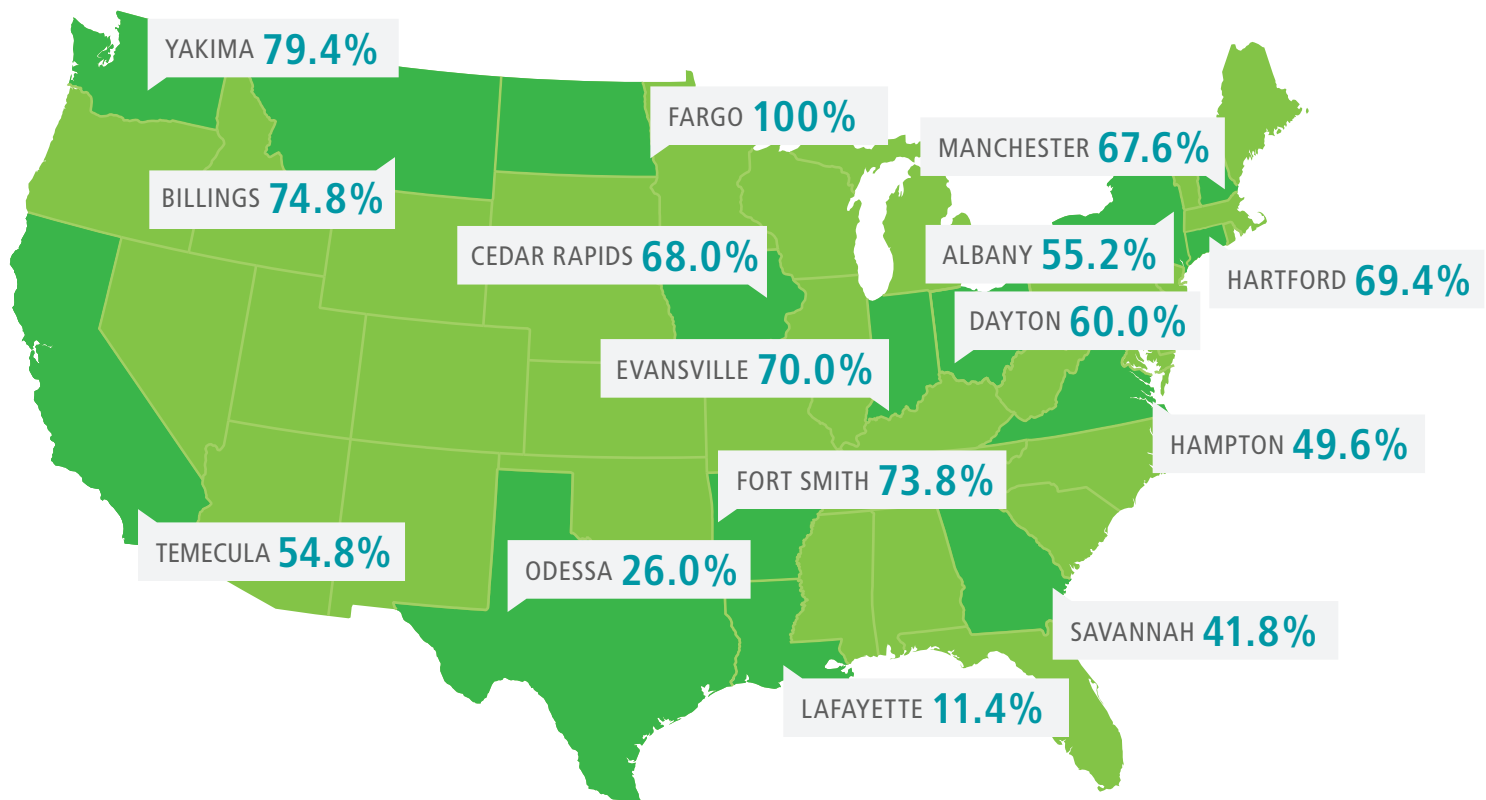 YAKIMA 79.4%
FARGO 100%
MANCHESTER 67.6%
BILLINGS 74.8%
CEDAR RAPIDS 68.0%
ALBANY 55.2%
HARTFORD 69.4%
DAYTON 60.0%
EVANSVILLE 70.0%
HAMPTON 49.6%
FORT SMITH 73.8%
TEMECULA 54.8%
ODESSA 26.0%
SAVANNAH 41.8%
LAFAYETTE 11.4%